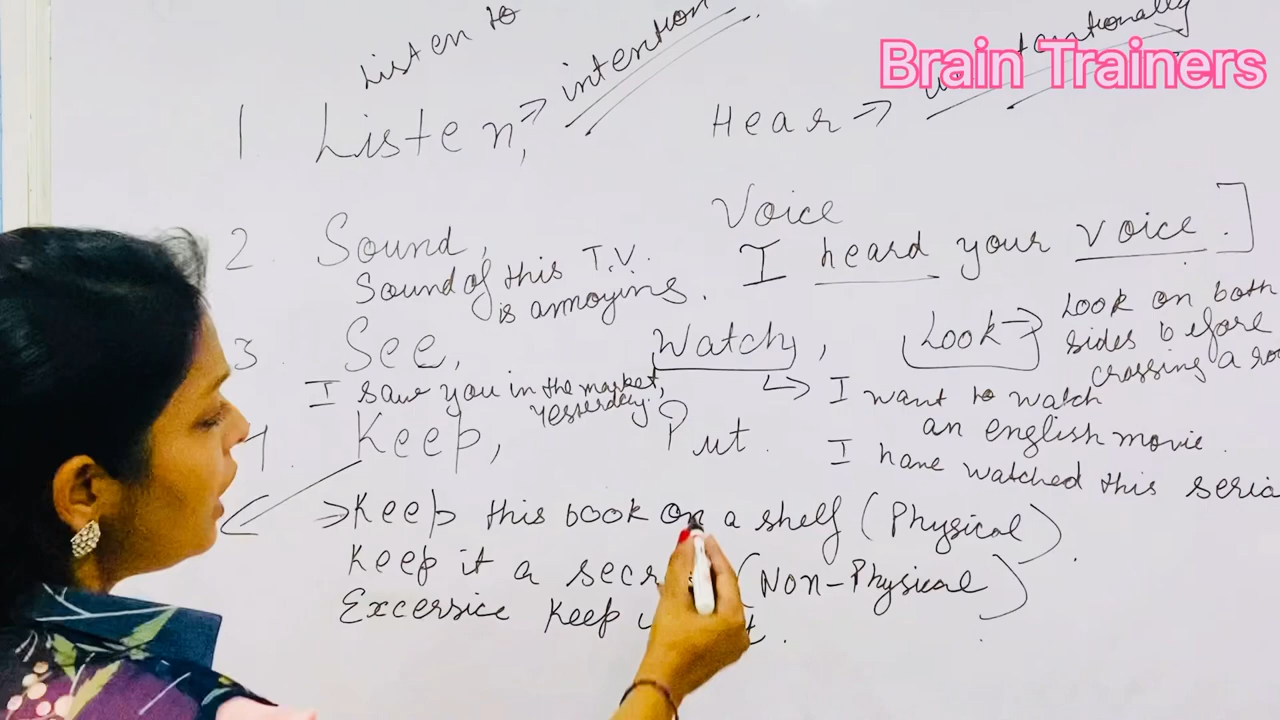 Brain Trainers
Listen to
1 Listen, → intention
Hear →
2. Sound, Voice
Sound of this T.V. is annoying.
I heard your voice.
3. See, Watch, Look →
Look on both
sides before
crossing a
I saw you in the market,
Yesterday.
→ I want to watch
an english movie.
I have watched this
4. Keep, Put.
→ Keep this book on a shelf (Physical)
Keep it a (Non-Physical)
Excersice Keep